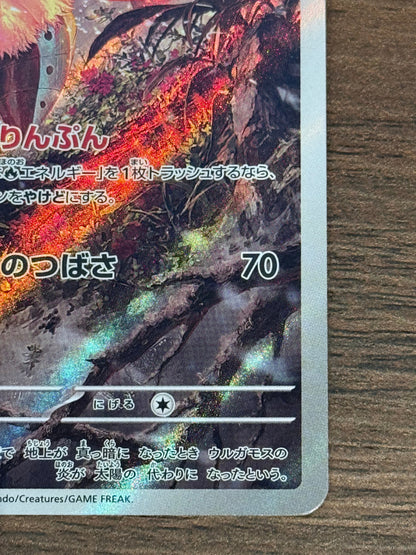 りんぷん
エネルギー」を1枚トラッシュするなら、
ンをやけどにする。
のつばさ 70
にげる
で 地上が 真っ暗に なったとき ウルガモスの
炎が 太陽の 代わりに なったという。
ndo/Creatures/GAME FREAK.